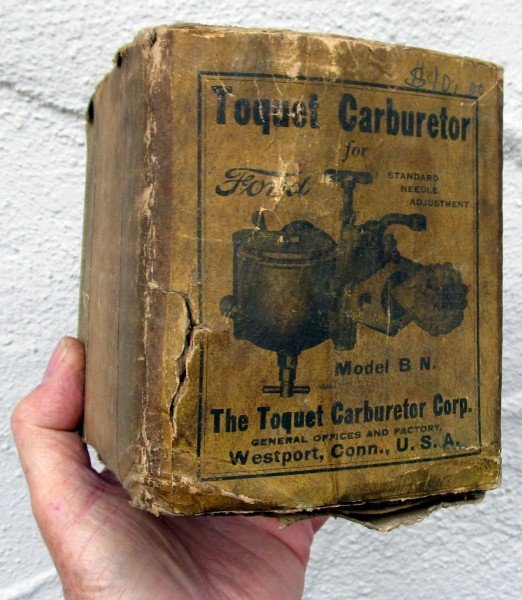 $10.00
Toquet Carburetor
for
Ford
STANDARD
NEEDLE
ADJUSTMENT
Model B N.
The Toquet Carburetor Corp.
GENERAL OFFICES AND FACTORY,
Westport, Conn., U. S. A.